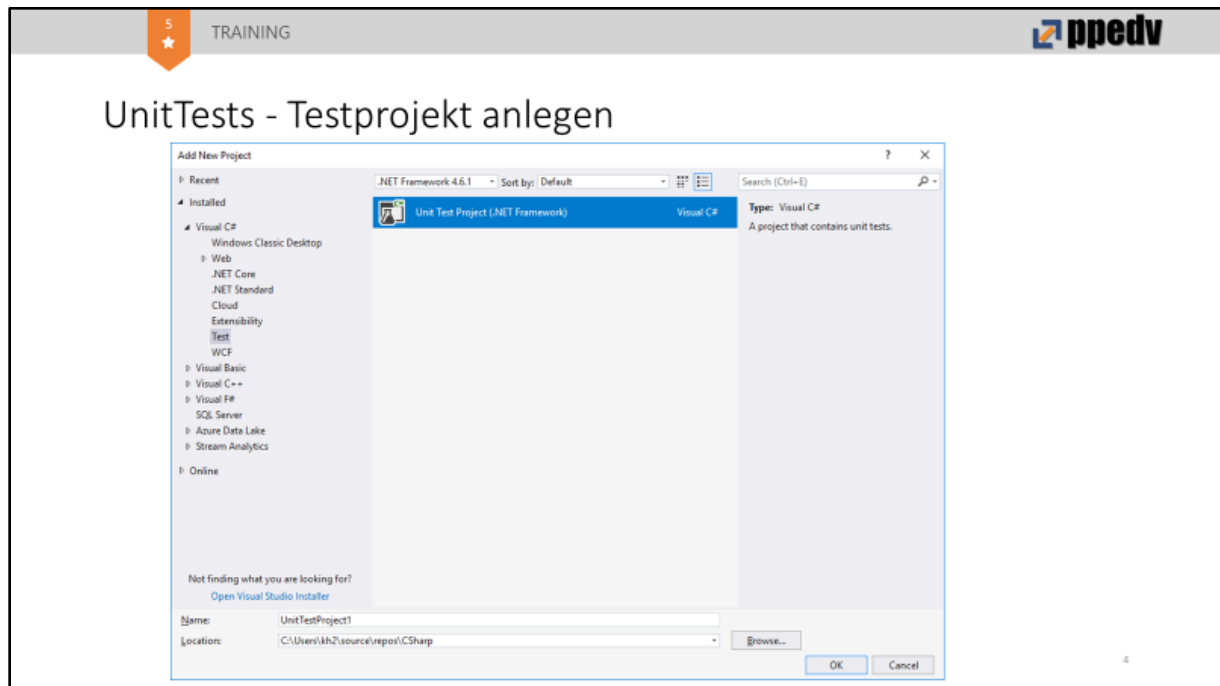 5
TRAINING
ppedv
UnitTests - Testprojekt anlegen
Add New Project
?
Recent
Installed
Visual C#
Windows Classic Desktop
Web
.NET Core
.NET Standard
Cloud
Extensibility
Test
WCF
Visual Basic
Visual C++
Visual F#
SQL Server
Azure Data Lake
Stream Analytics
Online
Not finding what you are looking for?
Open Visual Studio Installer
.NET Framework 4.6.1 Sort by: Default
Unit Test Project (.NET Framework) Visual C#
Search (Ctrl+E)
Type: Visual C#
A project that contains unit tests.
Name: UnitTestProject1
Location: C:\Users\kh2\source\repos\CSharp
Browse...
OK Cancel
4